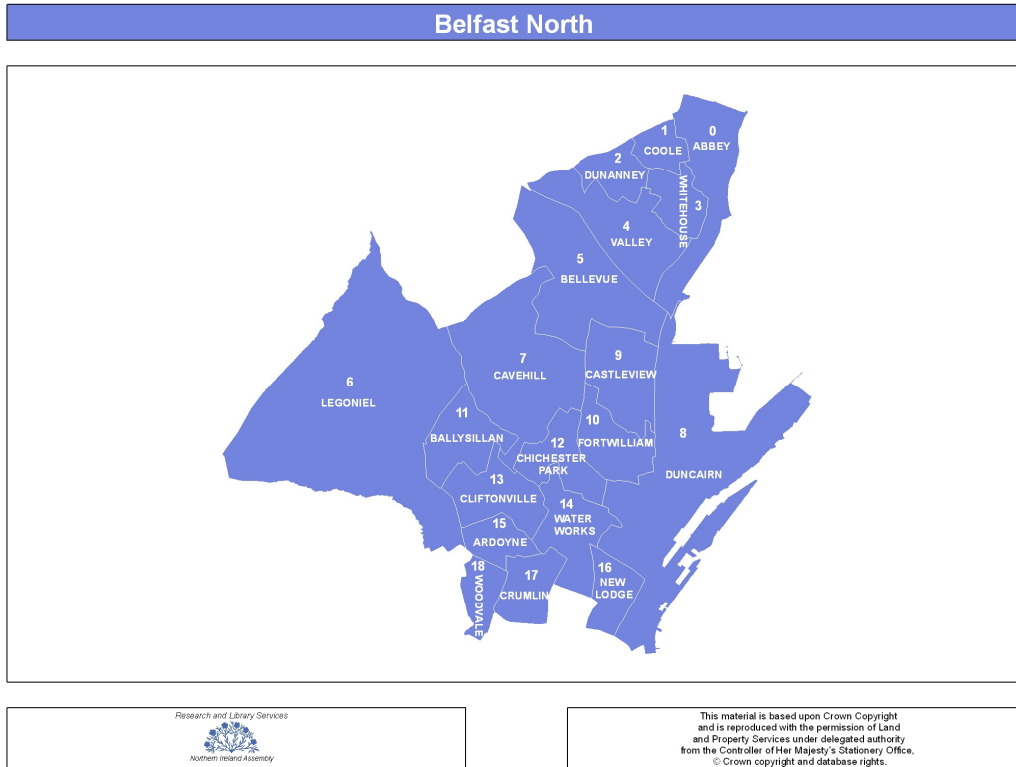 Belfast North
0
ABBEY
1
COOLE
2
DUNANNEY
WHITEHOUSE
3
4
VALLEY
5
BELLEVUE
6
LEGONIEL
7
CAVEHILL
9
CASTLEVIEW
8
DUNCAIRN
10
FORTWILLIAM
11
BALLYSILLAN
12
CHICHESTER
PARK
13
CLIFTONVILLE
14
WATER
WORKS
15
ARDOYNE
16
NEW
LODGE
17
CRUMLIN
18
WOODVALE
Research and Library Services
Northern Ireland Assembly
This material is based upon Crown Copyright
and is reproduced with the permission of Land
and Property Services under delegated authority
from the Controller of Her Majesty's Stationery Office,
© Crown copyright and database rights.